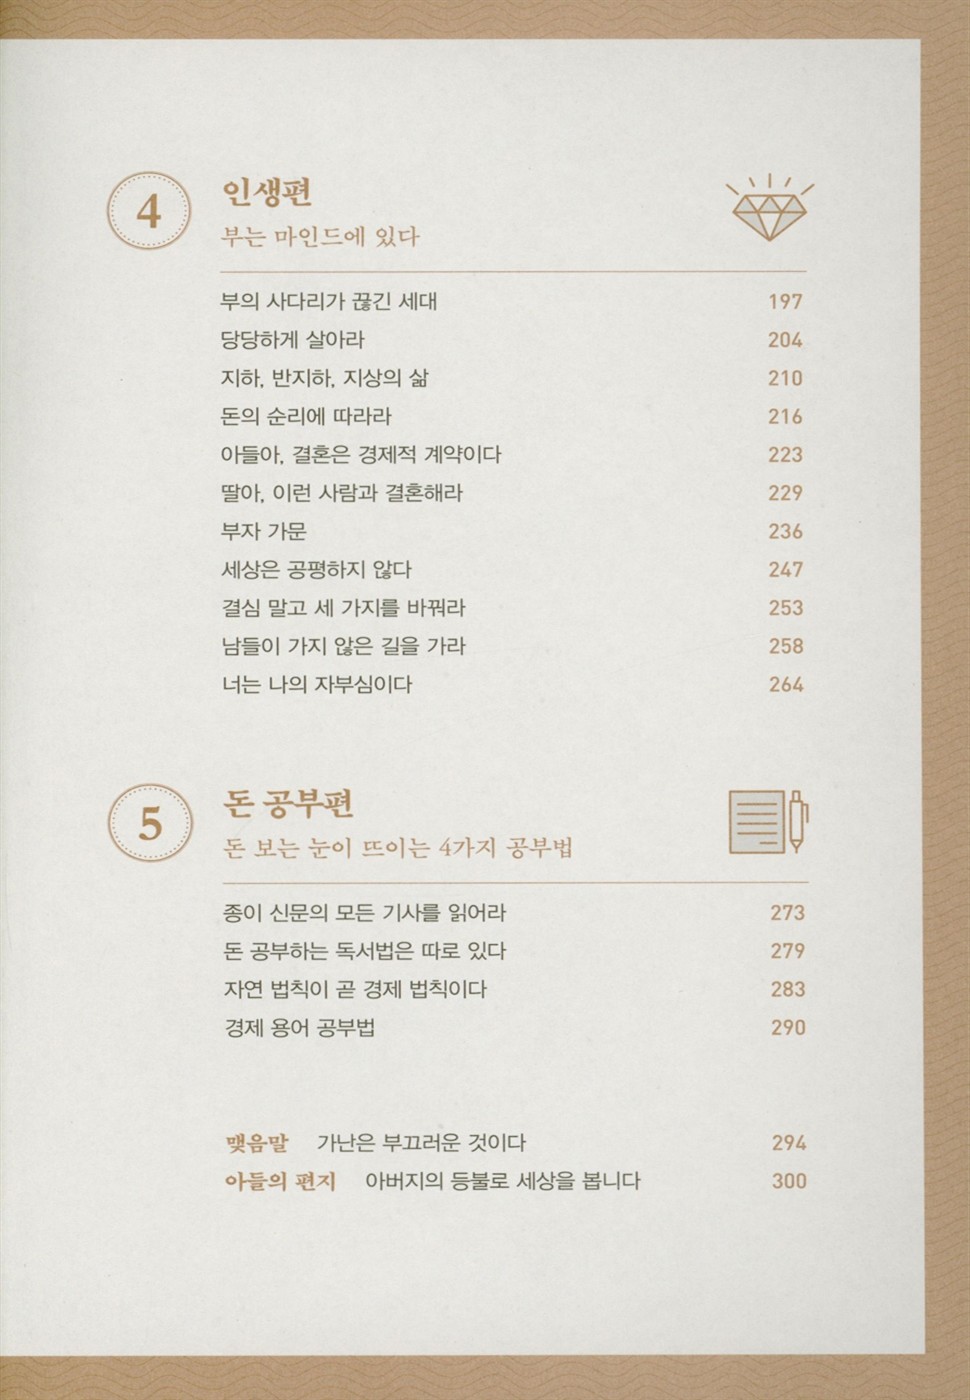 4
인생편
부는 마인드에 있다
부의 사다리가 끊긴 세대 197
당당하게 살아라 204
지하, 반지하, 지상의 삶 210
돈의 순리에 따라라 216
아들아, 결혼은 경제적 계약이다 223
딸아, 이런 사람과 결혼해라 229
부자 가문 236
세상은 공평하지 않다 247
결심 말고 세 가지를 바꿔라 253
남들이 가지 않은 길을 가라 258
너는 나의 자부심이다 264
5
돈 공부편
돈 보는 눈이 뜨이는 4가지 공부법
종이 신문의 모든 기사를 읽어라 273
돈 공부하는 독서법은 따로 있다 279
자연 법칙이 곧 경제 법칙이다 283
경제 용어 공부법 290
맺음말 가난은 부끄러운 것이다 294
아들의 편지 아버지의 등불로 세상을 봅니다 300